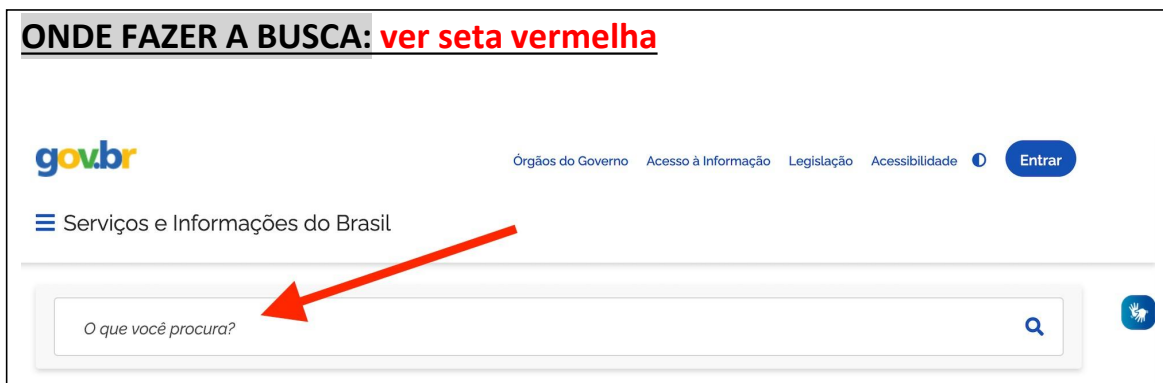 ONDE FAZER A BUSCA: ver seta vermelha
gov.br
Órgãos do Governo Acesso à Informação Legislação Acessibilidade Entrar
Serviços e Informações do Brasil
O que você procura?